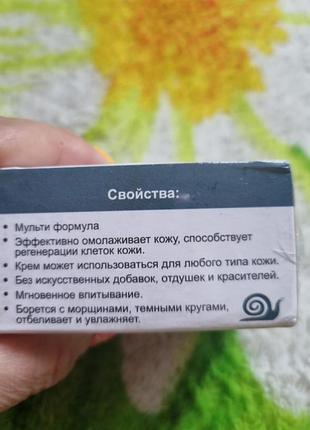 Свойства:
• Мульти формула
• Эффективно омолаживает кожу, способствует
регенерации клеток кожи.
• Крем может использоваться для любого типа кожи.
• Без искусственных добавок, отдушек и красителей.
• Мгновенное впитывание.
• Борется с морщинами, темными кругами,
отбеливает и увлажняет.